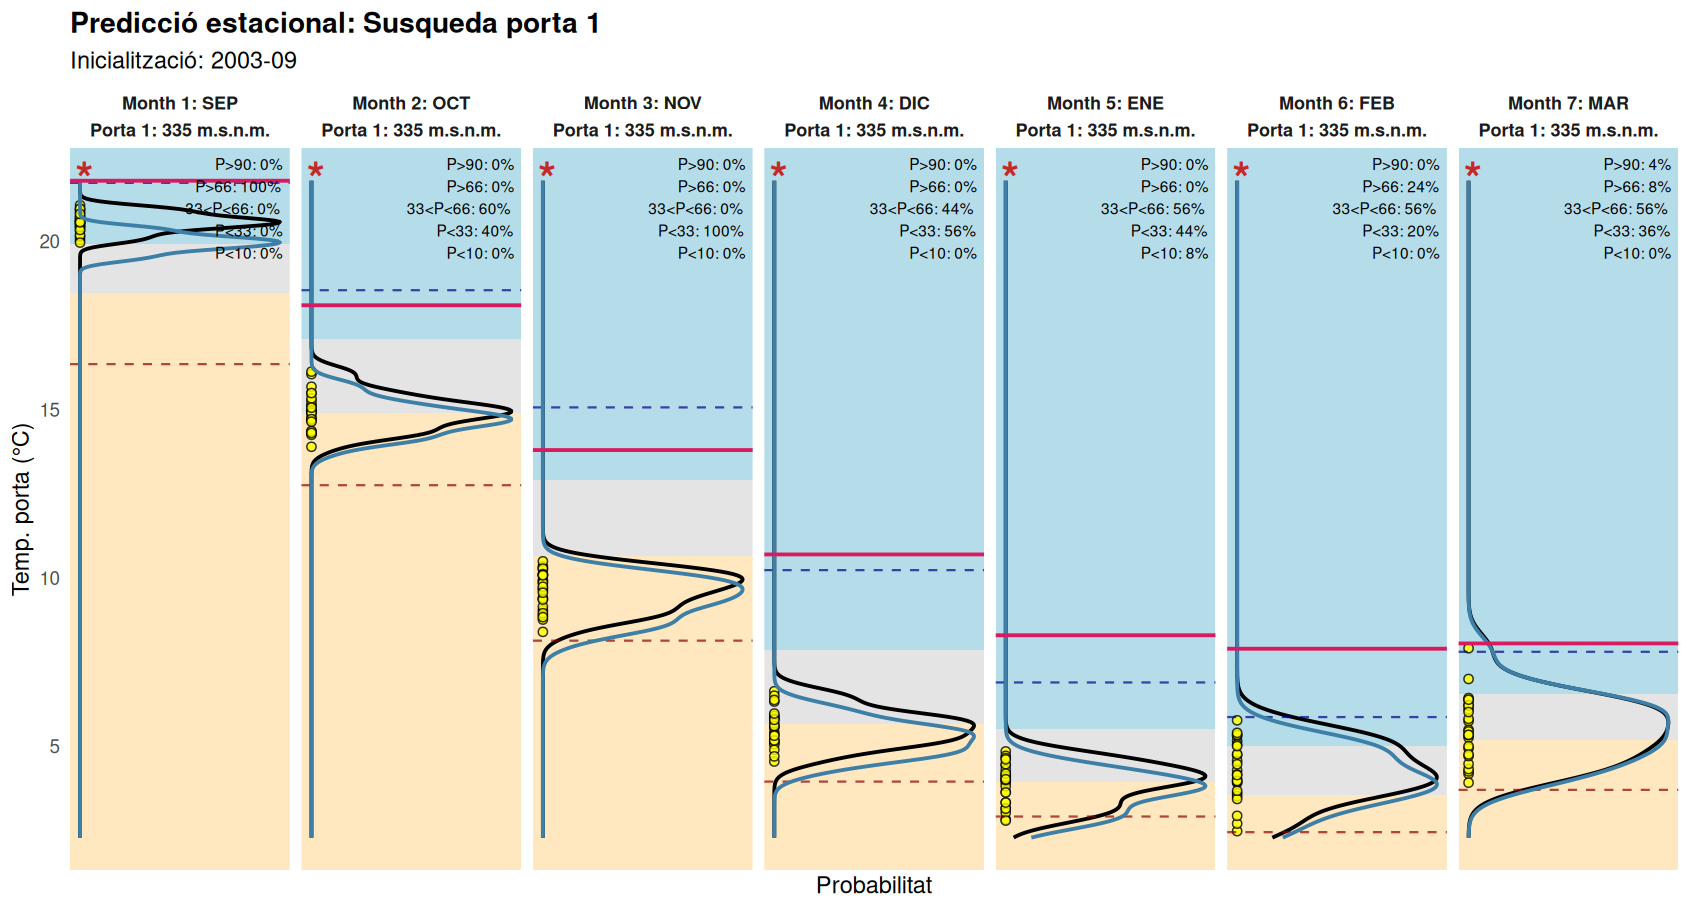 Predicció estacional: Susqueda porta 1
Inicialització: 2003-09
Month 1: SEP
Porta 1: 335 m.s.n.m.
Month 2: OCT
Porta 1: 335 m.s.n.m.
Month 3: NOV
Porta 1: 335 m.s.n.m.
Month 4: DIC
Porta 1: 335 m.s.n.m.
Month 5: ENE
Porta 1: 335 m.s.n.m.
Month 6: FEB
Porta 1: 335 m.s.n.m.
Month 7: MAR
Porta 1: 335 m.s.n.m.
*
P>90: 0%
P>66: 100%
33<P<66: 0%
P<33: 0%
P<10: 0%
*
P>90: 0%
P>66: 0%
33<P<66: 60%
P<33: 40%
P<10: 0%
*
P>90: 0%
P>66: 0%
33<P<66: 0%
P<33: 100%
P<10: 0%
*
P>90: 0%
P>66: 0%
33<P<66: 44%
P<33: 56%
P<10: 0%
*
P>90: 0%
P>66: 0%
33<P<66: 56%
P<33: 44%
P<10: 8%
*
P>90: 0%
P>66: 24%
33<P<66: 56%
P<33: 20%
P<10: 0%
*
P>90: 4%
P>66: 8%
33<P<66: 56%
P<33: 36%
P<10: 0%
20
15
10
5
Temp. porta (°C)
Probabilitat